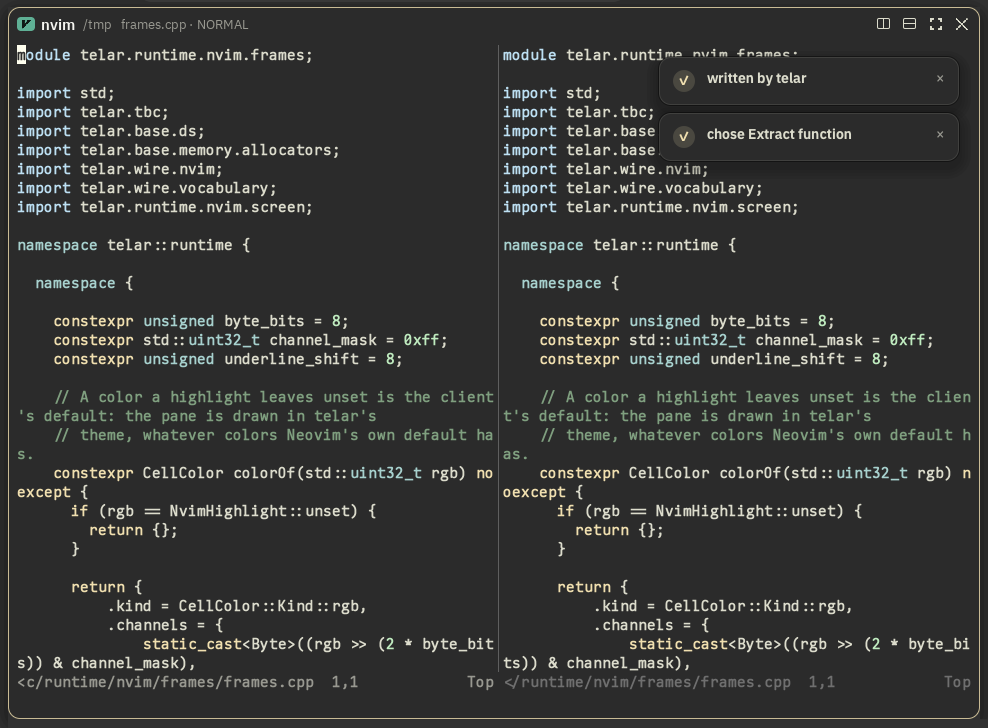 nvim /tmp frames.cpp · NORMAL
module telar.runtime.nvim.frames;
import std;
import telar.tbc;
import telar.base.ds;
import telar.base.memory.allocators;
import telar.wire.nvim;
import telar.wire.vocabulary;
import telar.runtime.nvim.screen;
namespace telar::runtime {
namespace {
constexpr unsigned byte_bits = 8;
constexpr std::uint32_t channel_mask = 0xff;
constexpr unsigned underline_shift = 8;
// A color a highlight leaves unset is the client
's default: the pane is drawn in telar's
// theme, whatever colors Neovim's own default ha
s.
constexpr CellColor colorOf(std::uint32_t rgb) no
except {
if (rgb == NvimHighlight::unset) {
return {};
}
return {
.kind = CellColor::Kind::rgb,
.channels = {
static_cast<Byte>((rgb >> (2 * byte_bit
s)) & channel_mask),
<c/runtime/nvim/frames/frames.cpp 1,1 Top
module telar.runtime.nvim.frames;
written by telar ×
chose Extract function ×
import std;
import telar.tbc;
import telar.base
import telar.base.
import telar.wire.nvim;
import telar.wire.vocabulary;
import telar.runtime.nvim.screen;
namespace telar::runtime {
namespace {
constexpr unsigned byte_bits = 8;
constexpr std::uint32_t channel_mask = 0xff;
constexpr unsigned underline_shift = 8;
// A color a highlight leaves unset is the clien
t's default: the pane is drawn in telar's
// theme, whatever colors Neovim's own default h
as.
constexpr CellColor colorOf(std::uint32_t rgb) n
oexcept {
if (rgb == NvimHighlight::unset) {
return {};
}
return {
.kind = CellColor::Kind::rgb,
.channels = {
static_cast<Byte>((rgb >> (2 * byte_bi
ts)) & channel_mask),
</runtime/nvim/frames/frames.cpp 1,1 Top